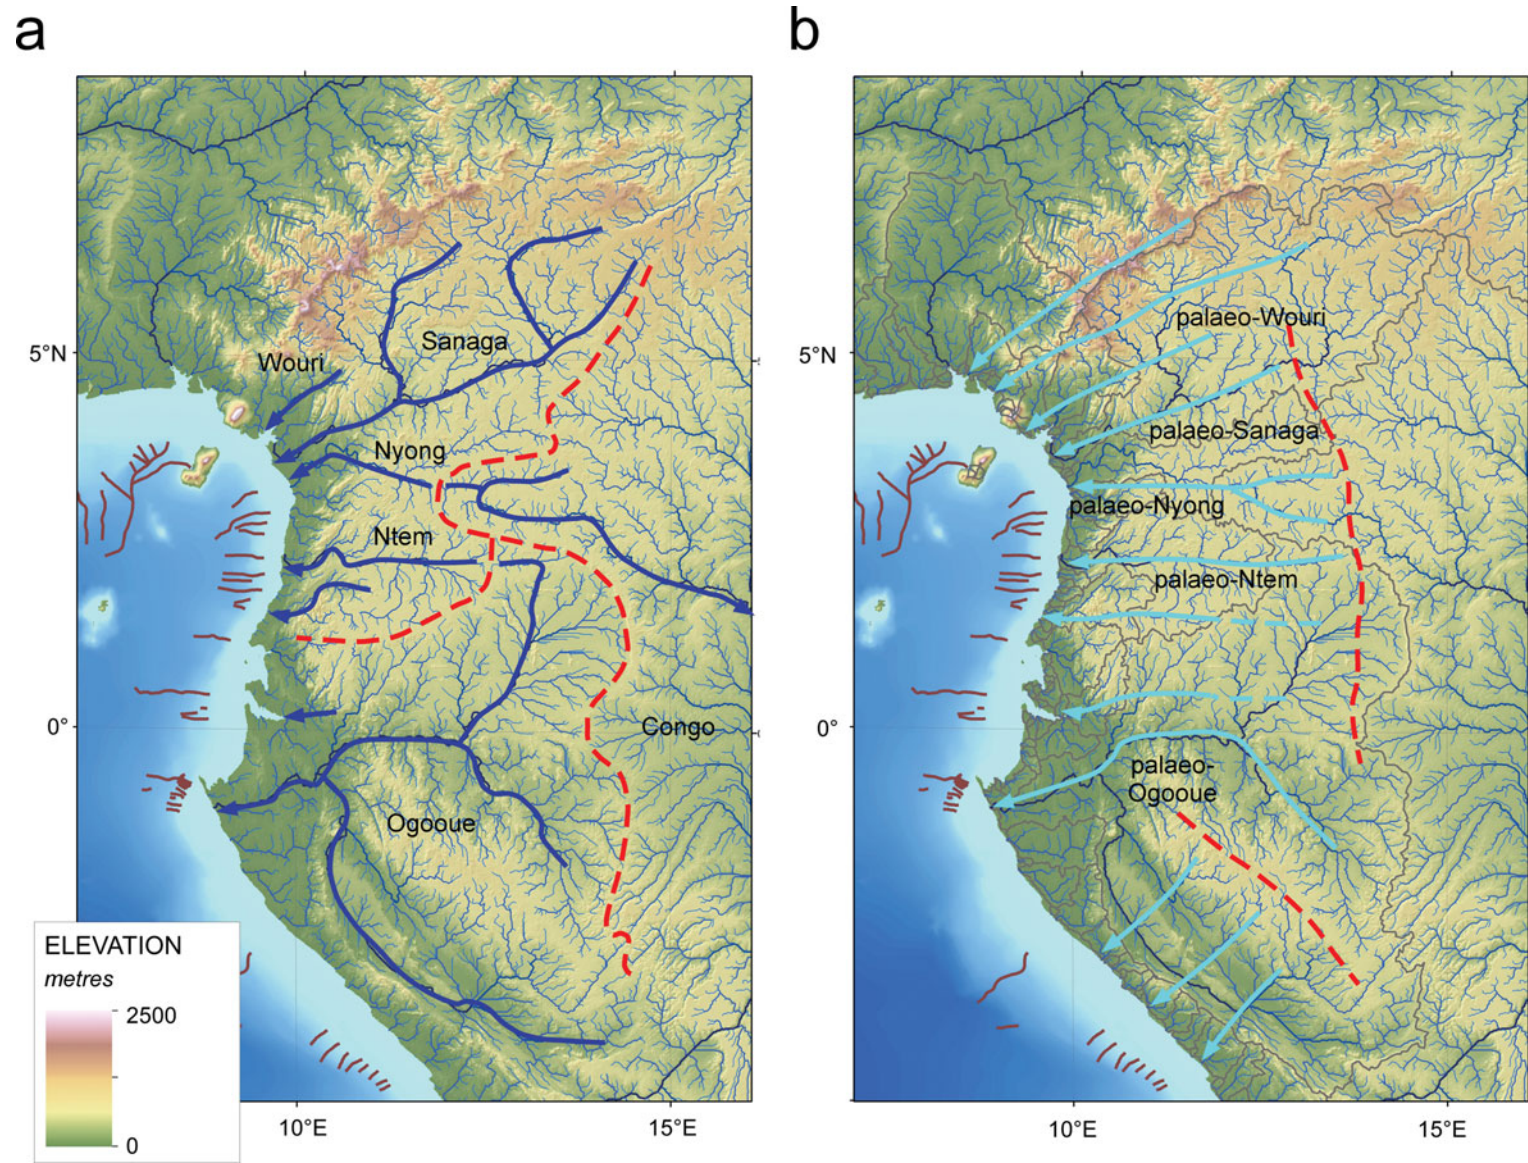 a
b
5°N
0°
Wouri
Sanaga
Nyong
Ntem
Congo
Ogooue
10°E
15°E
ELEVATION
metres
2500
0
5°N
0°
palaeo-Wouri
palaeo-Sanaga
palaeo-Nyong
palaeo-Ntem
palaeo-
Ogooue
10°E
15°E